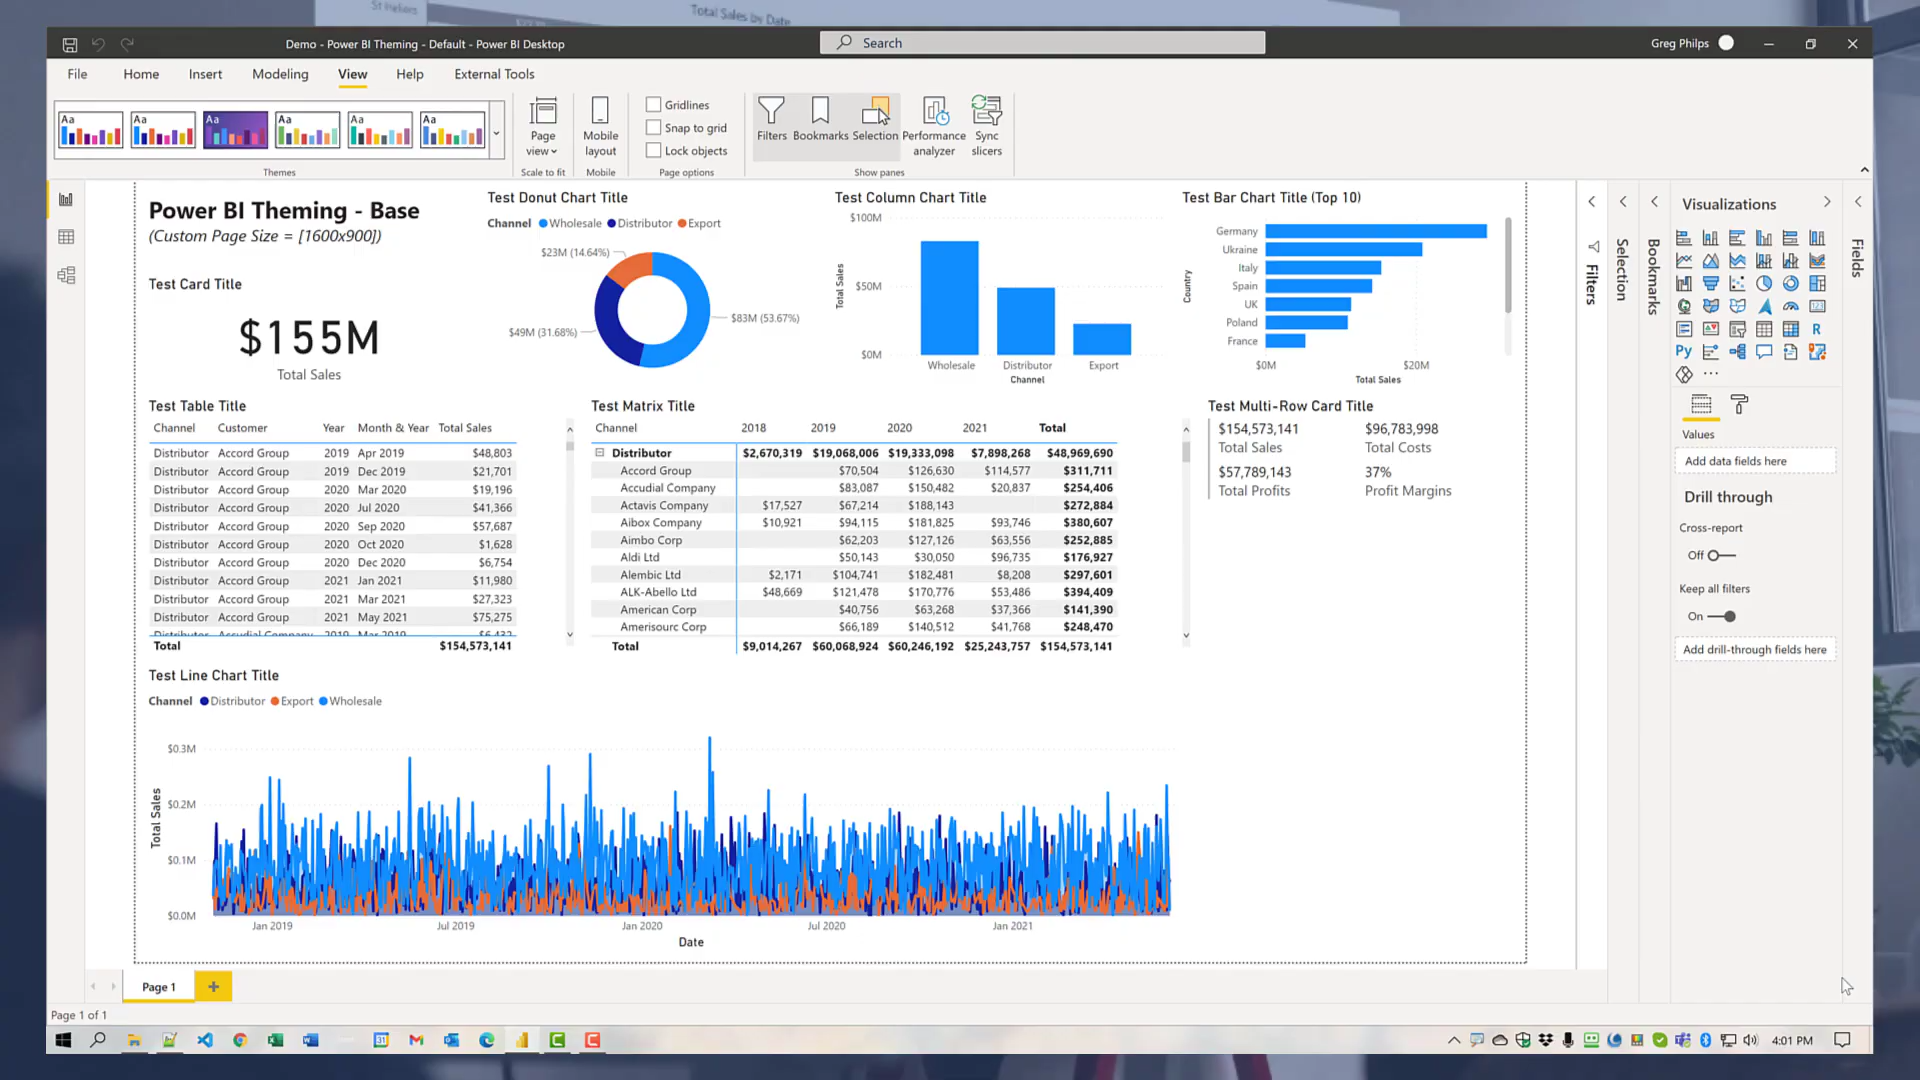 St Heliers
Total Sales by Date
Demo - Power BI Theming - Default - Power BI Desktop
Search
Greg Philps
File Home Insert Modeling View Help External Tools
Aa Aa Aa Aa Aa Aa
Page view
Mobile layout
Gridlines
Snap to grid
Lock objects
Filters
Bookmarks
Selection
Performance analyzer
Sync slicers
Themes
Scale to fit
Mobile
Page options
Show panes
Power BI Theming - Base
(Custom Page Size = [1600x900])
Test Card Title
$155M
Total Sales
Test Donut Chart Title
Channel Wholesale Distributor Export
$23M (14.64%)
$49M (31.68%)
$83M (53.67%)
Test Column Chart Title
Total Sales
$100M
$50M
$0M
Wholesale Distributor Export
Channel
Test Bar Chart Title (Top 10)
Country
Germany
Ukraine
Italy
Spain
UK
Poland
France
$0M $20M
Total Sales
Test Table Title
Channel Customer Year Month & Year Total Sales
Distributor Accord Group 2019 Apr 2019 $48,803
Distributor Accord Group 2019 Dec 2019 $21,701
Distributor Accord Group 2020 Mar 2020 $19,196
Distributor Accord Group 2020 Jul 2020 $41,366
Distributor Accord Group 2020 Sep 2020 $57,687
Distributor Accord Group 2020 Oct 2020 $1,628
Distributor Accord Group 2020 Dec 2020 $6,754
Distributor Accord Group 2021 Jan 2021 $11,980
Distributor Accord Group 2021 Mar 2021 $27,323
Distributor Accord Group 2021 May 2021 $75,275
Distributor Accudial Company 2019 Mar 2019 $6,432
Total $154,573,141
Test Matrix Title
Channel 2018 2019 2020 2021 Total
Distributor $2,670,319 $19,068,006 $19,333,098 $7,898,268 $48,969,690
Accord Group $70,504 $126,630 $114,577 $311,711
Accudial Company $83,087 $150,482 $20,837 $254,406
Actavis Company $17,527 $67,214 $188,143 $272,884
Aibox Company $10,921 $94,115 $181,825 $93,746 $380,607
Aimbo Corp $62,203 $127,126 $63,556 $252,885
Aldi Ltd $50,143 $30,050 $96,735 $176,927
Alembic Ltd $2,171 $104,741 $182,481 $8,208 $297,601
ALK-Abello Ltd $48,669 $121,478 $170,776 $53,486 $394,409
American Corp $40,756 $63,268 $37,366 $141,390
Amerisourc Corp $66,189 $140,512 $41,768 $248,470
Total $9,014,267 $60,068,924 $60,246,192 $25,243,757 $154,573,141
Test Multi-Row Card Title
$154,573,141 $96,783,998
Total Sales Total Costs
$57,789,143 37%
Total Profits Profit Margins
Test Line Chart Title
Channel Distributor Export Wholesale
Total Sales
$0.3M
$0.2M
$0.1M
$0.0M
Jan 2019 Jul 2019 Jan 2020 Jul 2020 Jan 2021
Date
Filters
Selection
Bookmarks
Visualizations
Fields
R
Py
Values
Add data fields here
Drill through
Cross-report
Off
Keep all filters
On
Add drill-through fields here
Page 1
Page 1 of 1
31
4:01 PM